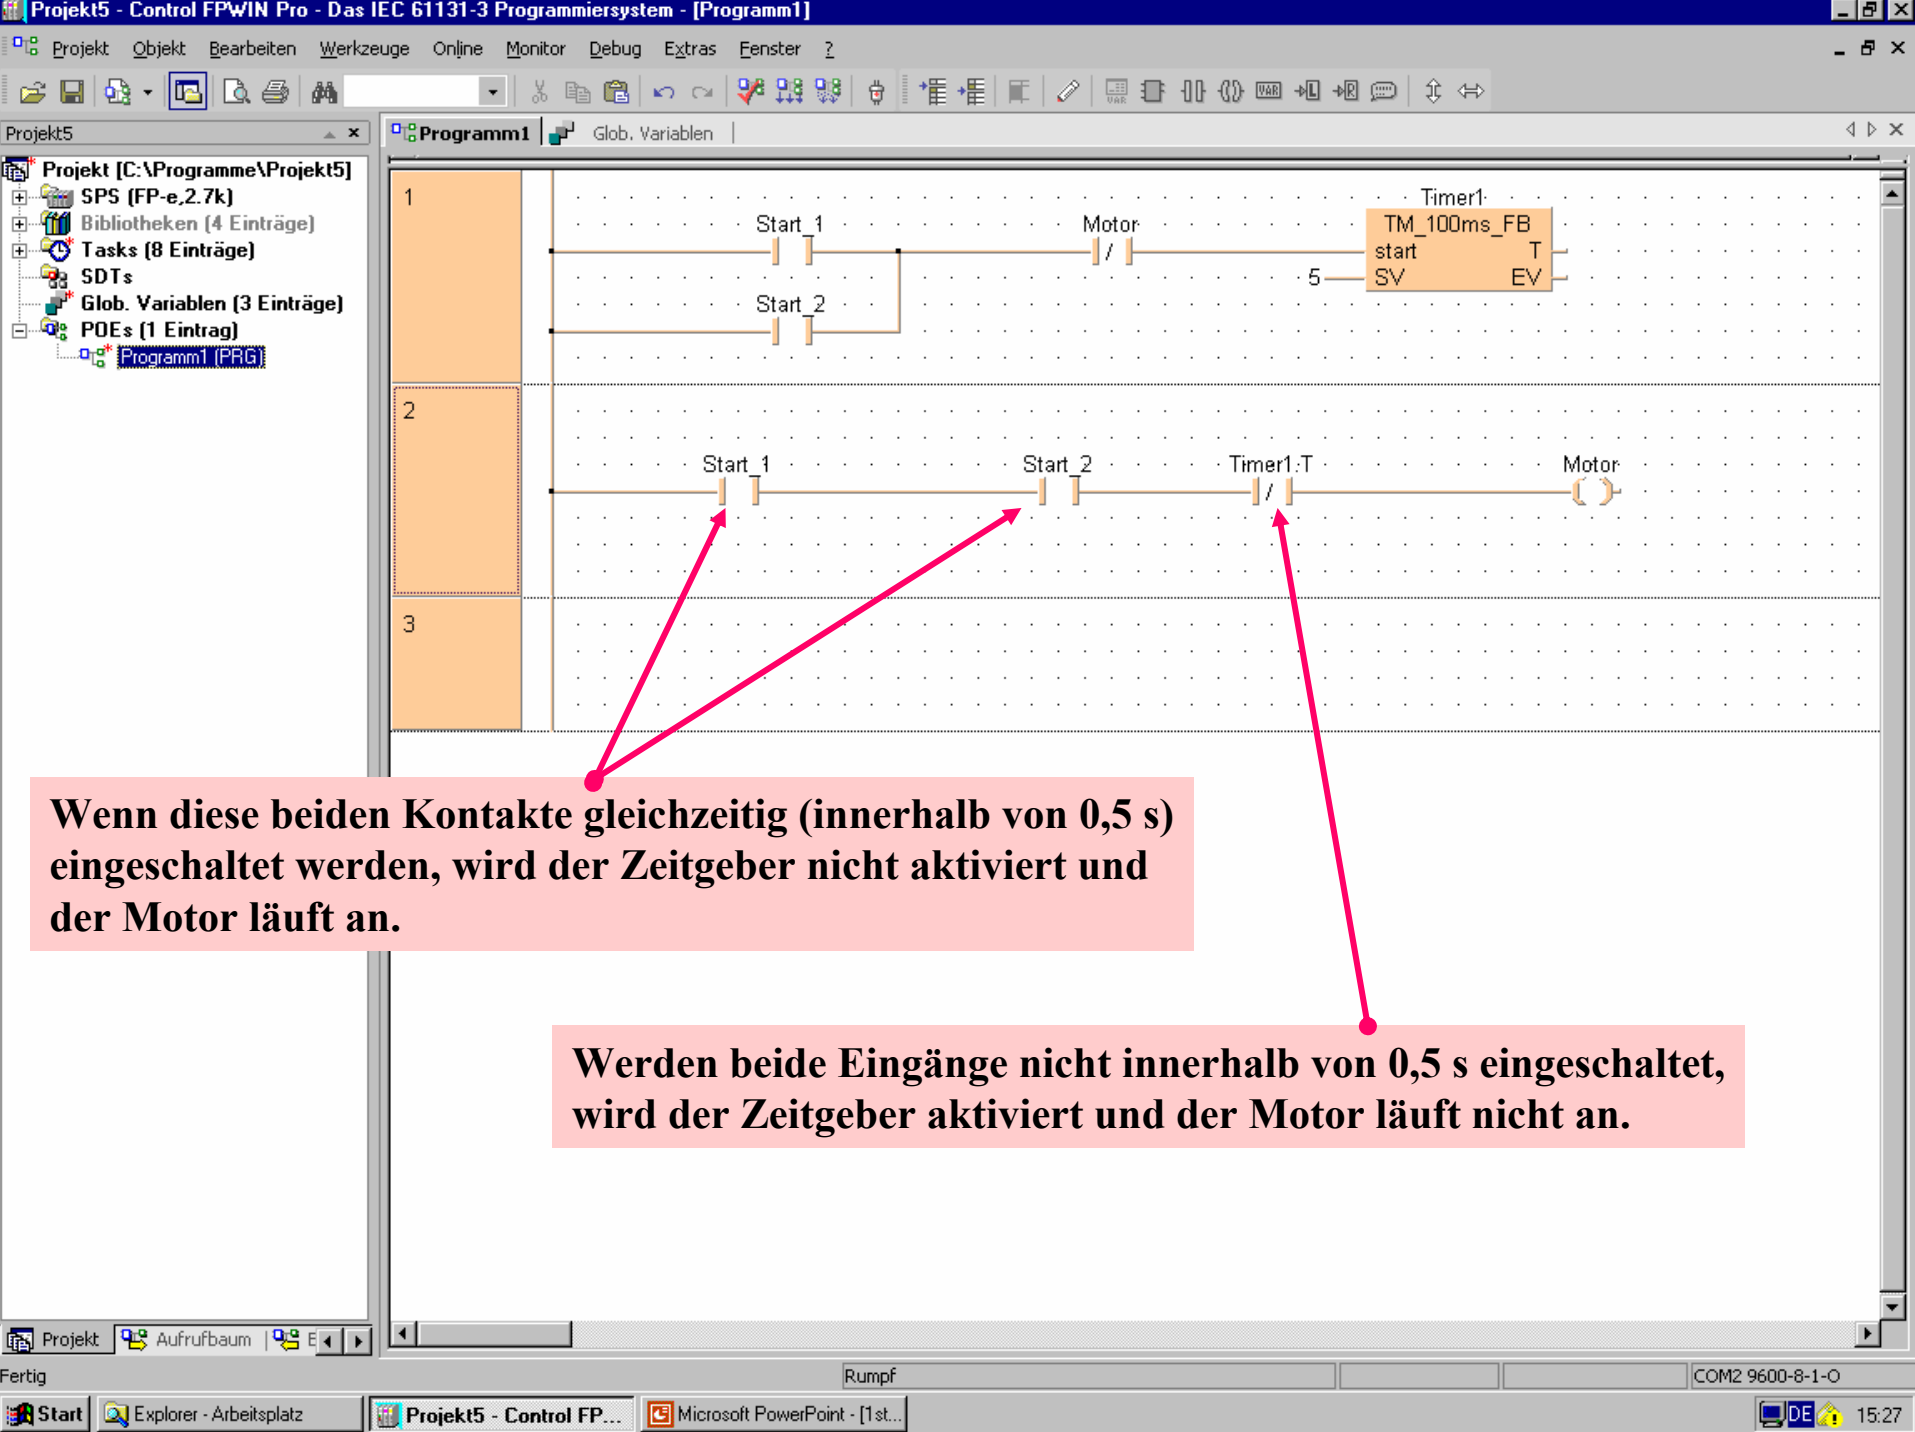 Projekt5 - Control FPWIN Pro - Das IEC 61131-3 Programmiersystem - [Programm1]
Projekt Objekt Bearbeiten Werkzeuge Online Monitor Debug Extras Fenster ?
Projekt5
Programm1 Glob. Variablen
Projekt [C:\Programme\Projekt5]
SPS (FP-e,2.7k)
Bibliotheken (4 Einträge)
Tasks (8 Einträge)
SDTs
Glob. Variablen (3 Einträge)
POEs (1 Eintrag)
Programm1 (PRG)
1
Timer1
Start_1 Motor TM_100ms_FB
start T
5 SV EV
Start_2
2
Start_1 Start_2 Timer1.T Motor
3
Wenn diese beiden Kontakte gleichzeitig (innerhalb von 0,5 s)
eingeschaltet werden, wird der Zeitgeber nicht aktiviert und
der Motor läuft an.
Werden beide Eingänge nicht innerhalb von 0,5 s eingeschaltet,
wird der Zeitgeber aktiviert und der Motor läuft nicht an.
Projekt Aufrufbaum
Fertig Rumpf COM2 9600-8-1-O
Start Explorer - Arbeitsplatz Projekt5 - Control FP... Microsoft PowerPoint - [1st... DE 15:27